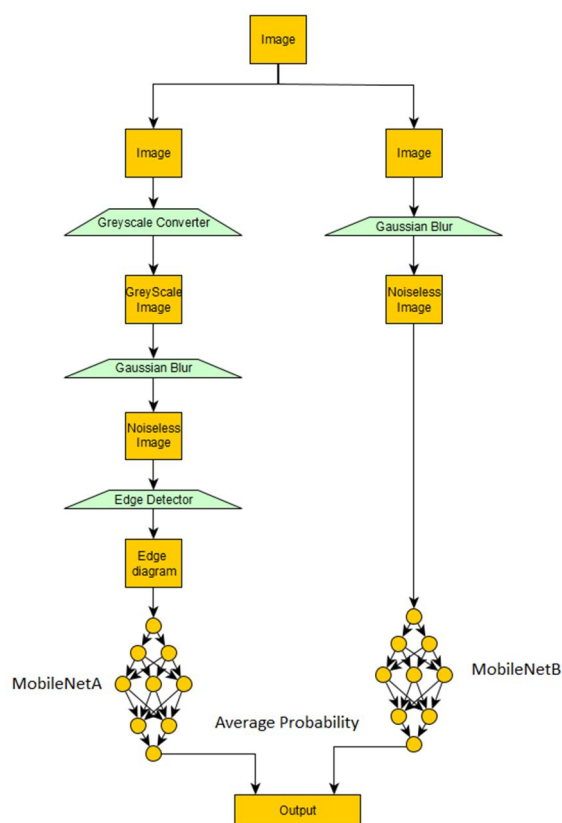 Image
Image
Image
Greyscale Converter
Gaussian Blur
GreyScale
Image
Noiseless
Image
Gaussian Blur
Noiseless
Image
Edge Detector
Edge
diagram
MobileNetA
MobileNetB
Average Probability
Output